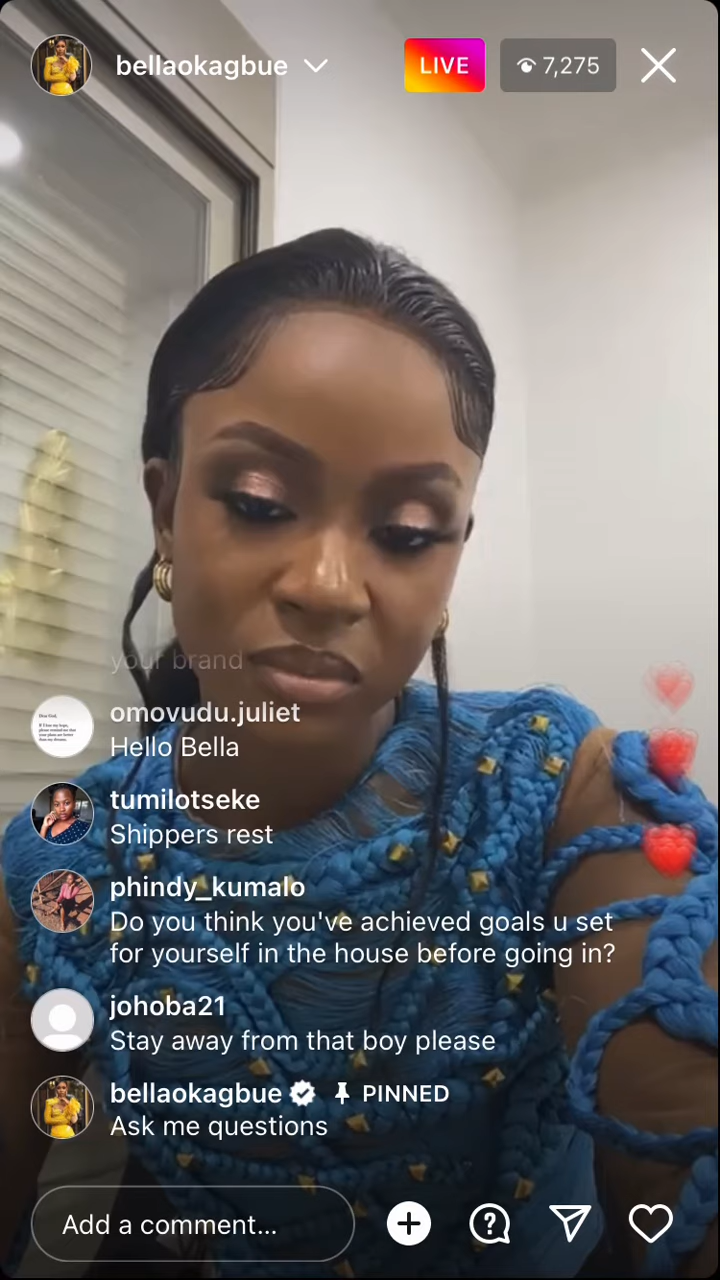 bellaokagbue
LIVE
7,275
your brand
omovudu.juliet
Hello Bella
tumilotseke
Shippers rest
phindy_kumalo
Do you think you've achieved goals u set
for yourself in the house before going in?
johoba21
Stay away from that boy please
bellaokagbue PINNED
Ask me questions
Add a comment...